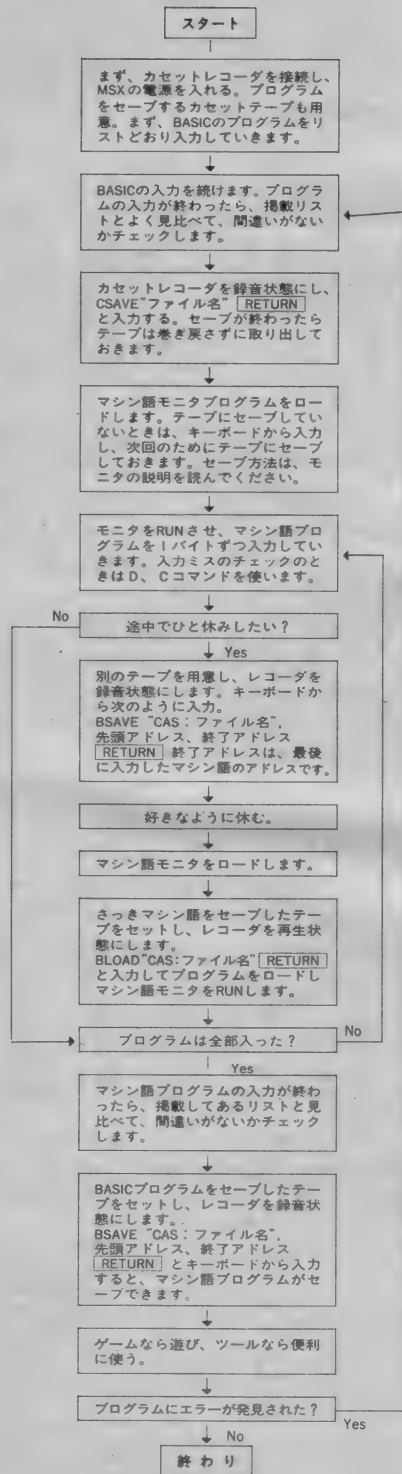 スタート
まず、カセットレコーダを接続し、
MSXの電源を入れる。プログラム
をセーブするカセットテープも用
意。まず、BASICのプログラムをリ
ストどおり入力していきます。
BASICの入力を続けます。プログラ
ムの入力が終わったら、掲載リス
トとよく見比べて、間違いがない
かチェックします。
カセットレコーダを録音状態にし、
CSAVE"ファイル名" RETURN
と入力する。セーブが終わったら
テープは巻き戻さずに取り出して
おきます。
マシン語モニタプログラムをロー
ドします。テープにセーブしてい
ないときは、キーボードから入力
し、次回のためにテープにセーブ
しておきます。セーブ方法は、モ
ニタの説明を読んでください。
モニタをRUNさせ、マシン語プロ
グラムを1バイトずつ入力してい
きます。入力ミスのチェックのと
きはD、Cコマンドを使います。
No
途中でひと休みしたい?
Yes
別のテープを用意し、レコーダを
録音状態にします。キーボードか
ら次のように入力。
BSAVE "CAS:ファイル名",
先頭アドレス、終了アドレス
RETURN 終了アドレスは、最後
に入力したマシン語のアドレスです。
好きなように休む。
マシン語モニタをロードします。
さっきマシン語をセーブしたテー
プをセットし、レコーダを再生状
態にします。
BLOAD"CAS:ファイル名" RETURN
と入力してプログラムをロードし
マシン語モニタをRUNします。
プログラムは全部入った?
No
Yes
マシン語プログラムの入力が終わ
ったら、掲載してあるリストと見
比べて、間違いがないかチェック
します。
BASICプログラムをセーブしたテー
プをセットし、レコーダを録音状
態にします。
BSAVE "CAS:ファイル名",
先頭アドレス、終了アドレス
RETURN とキーボードから入力
すると、マシン語プログラムがセ
ーブできます。
ゲームなら遊び、ツールなら便利
に使う。
プログラムにエラーが発見された?
Yes
No
終わり